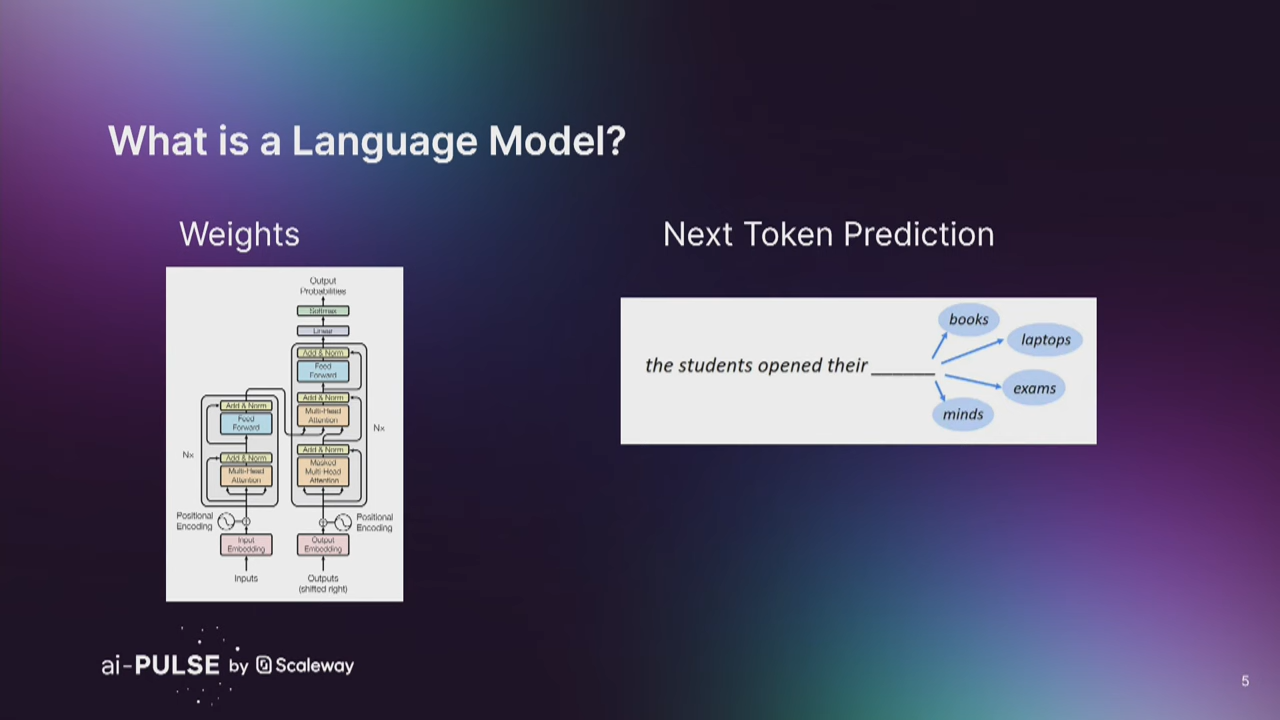 What is a Language Model?
Weights
Output
Probabilities
Softmax
Linear
Add & Norm
Feed
Forward
Add & Norm
Multi-Head
Attention
Add & Norm
Masked
Multi-Head
Attention
Nx
Add & Norm
Feed
Forward
Add & Norm
Multi-Head
Attention
Nx
Positional
Encoding
Positional
Encoding
Input
Embedding
Output
Embedding
Inputs
Outputs
(shifted right)
Next Token Prediction
the students opened their ______
books
laptops
exams
minds
ai-PULSE by Scaleway
5